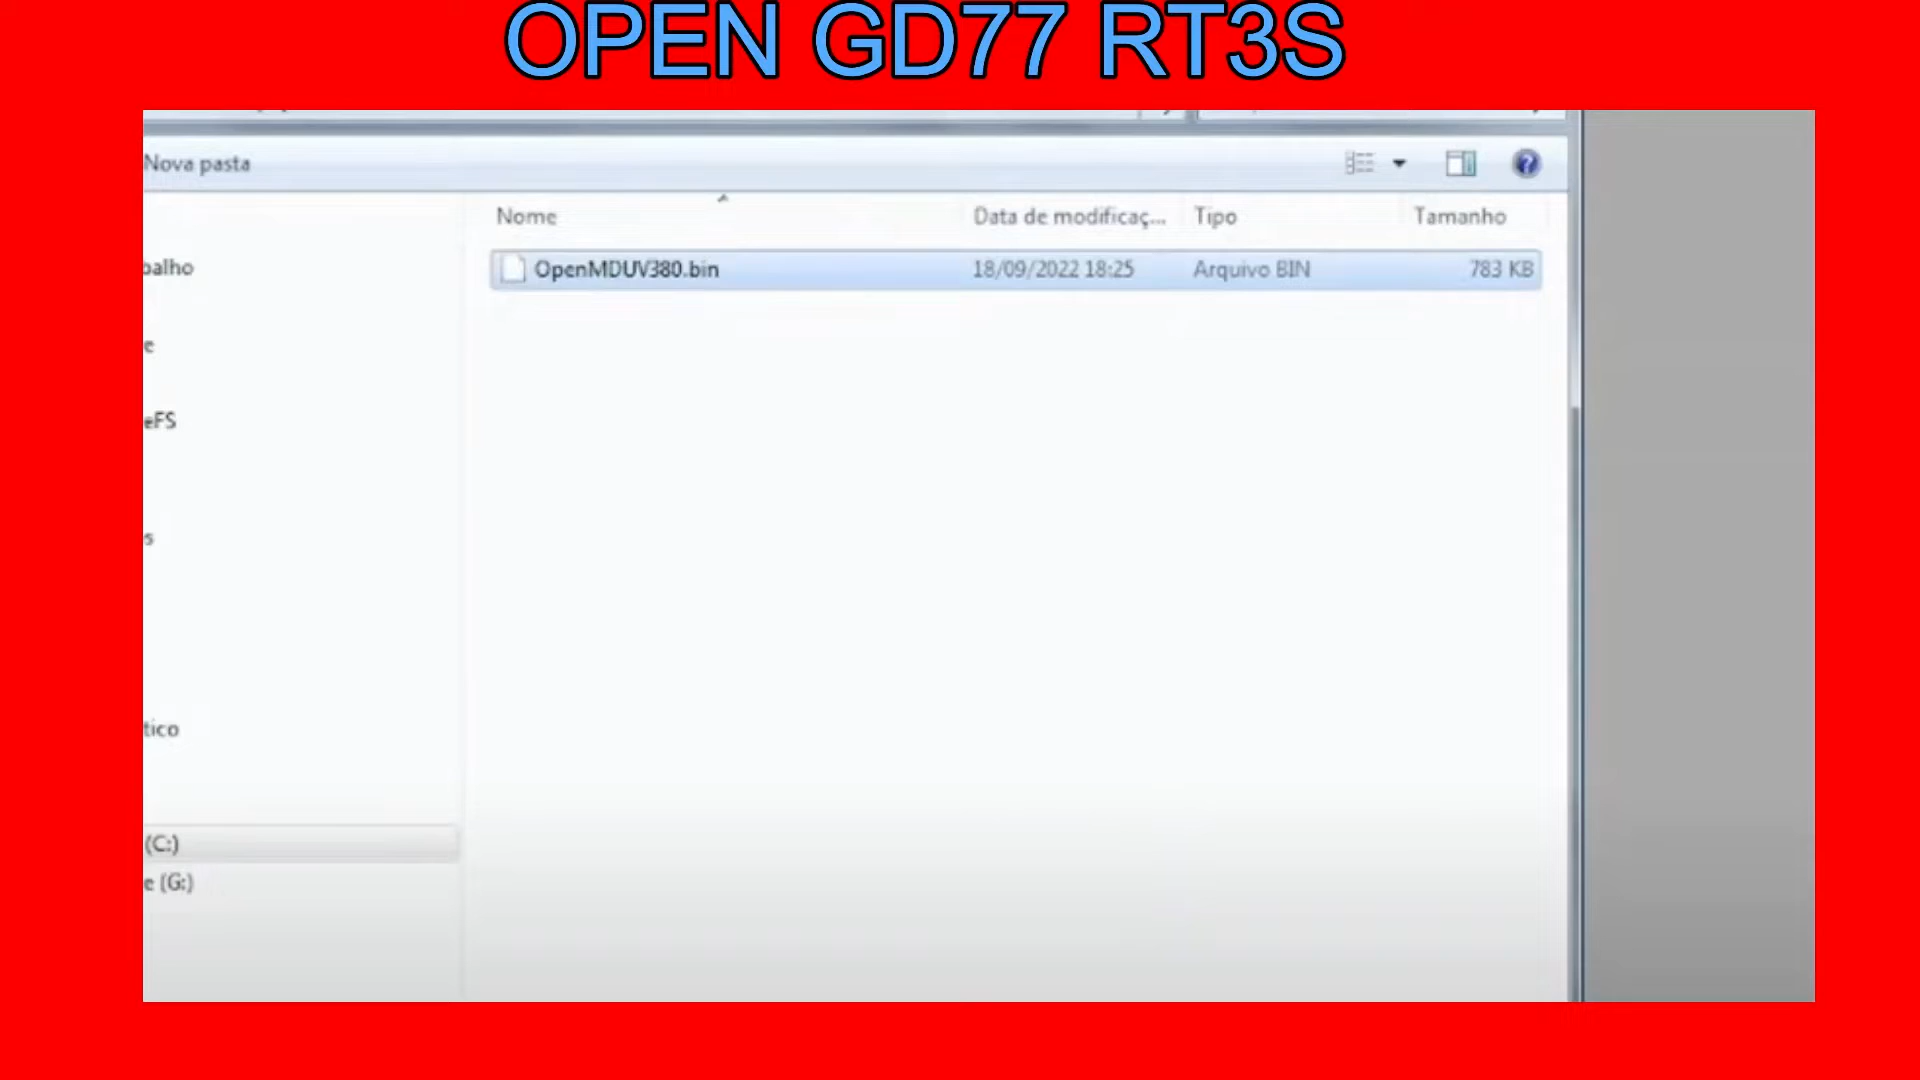 OPEN GD77 RT3S
Nova pasta
Nome Data de modificaç... Tipo Tamanho
OpenMDUV380.bin 18/09/2022 18:25 Arquivo BIN 783 KB
balho
e
eFS
s
tico
(C:)
e (G:)